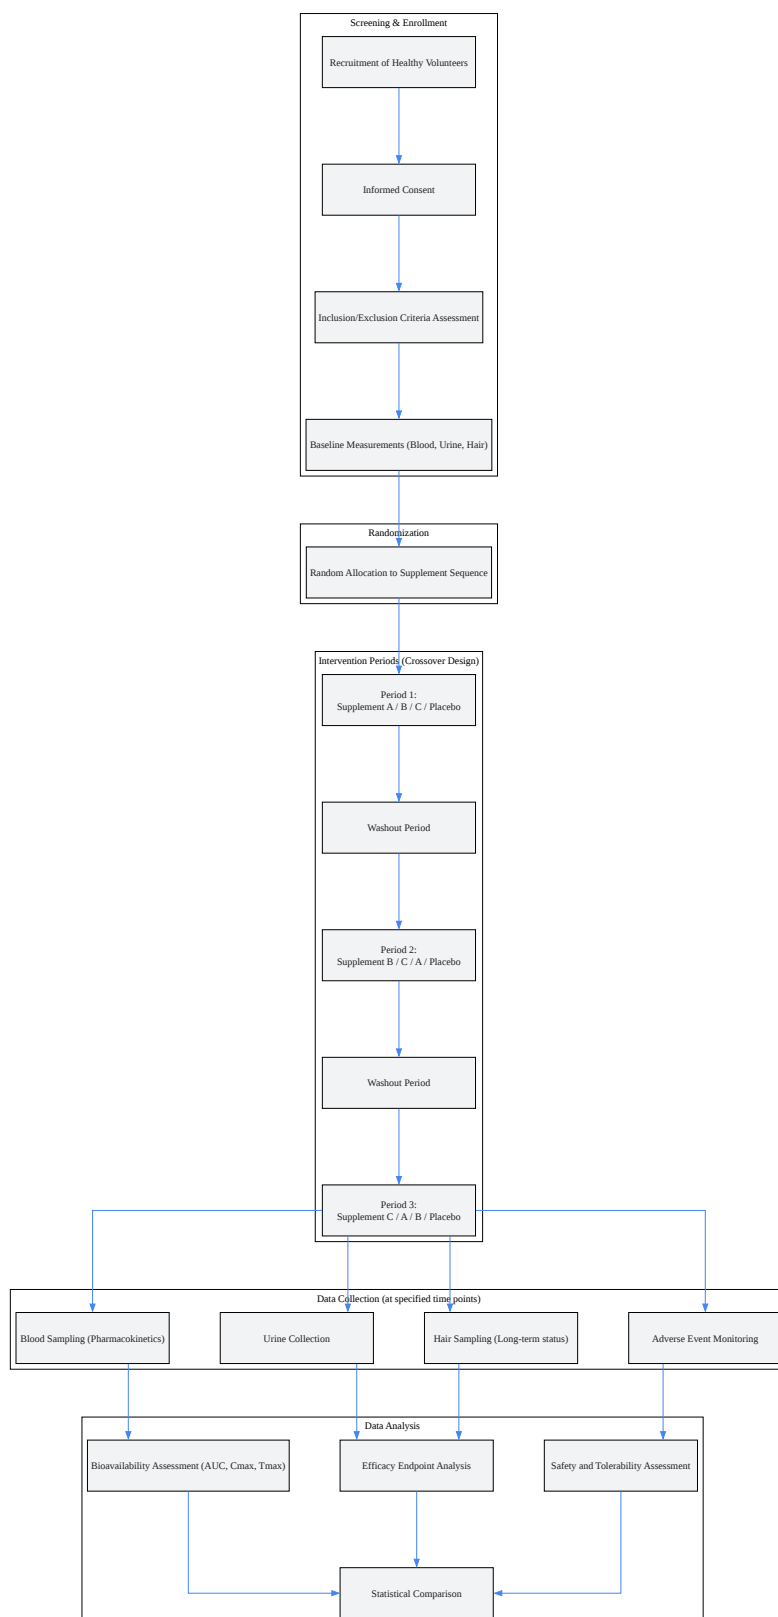 Screening & Enrollment
Recruitment of Healthy Volunteers
Informed Consent
Inclusion/Exclusion Criteria Assessment
Baseline Measurements (Blood, Urine, Hair)
Randomization
Random Allocation to Supplement Sequence
Intervention Periods (Crossover Design)
Period 1:
Supplement A / B / C / Placebo
Washout Period
Period 2:
Supplement B / C / A / Placebo
Washout Period
Period 3:
Supplement C / A / B / Placebo
Data Collection (at specified time points)
Blood Sampling (Pharmacokinetics)
Urine Collection
Hair Sampling (Long-term status)
Adverse Event Monitoring
Data Analysis
Bioavailability Assessment (AUC, Cmax, Tmax)
Efficacy Endpoint Analysis
Safety and Tolerability Assessment
Statistical Comparison